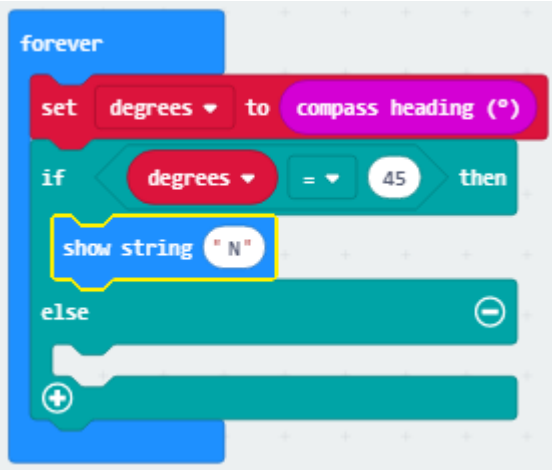 forever
set degrees to compass heading (°)
if degrees = 45 then
show string "N"
else